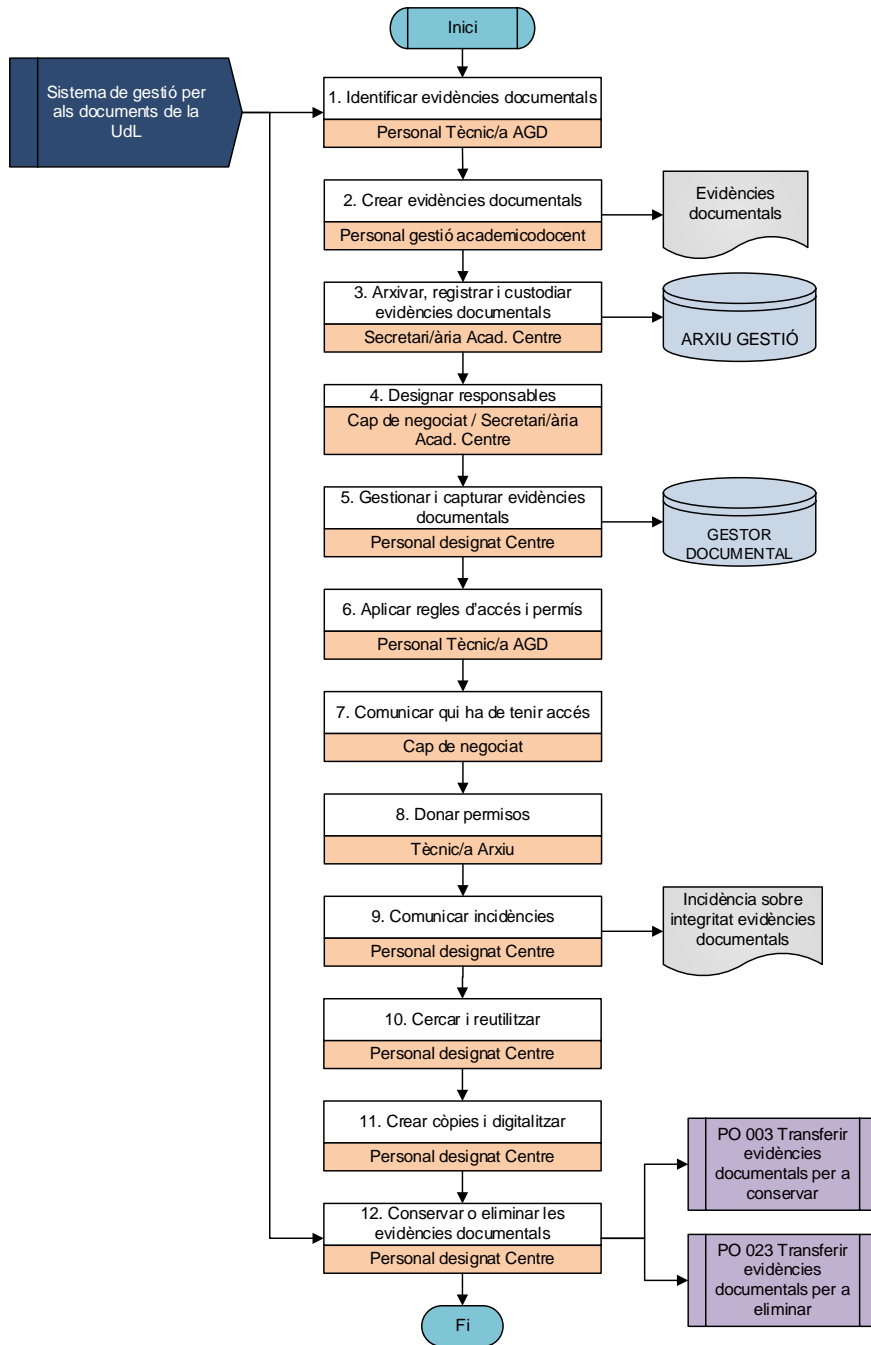 Inici
Sistema de gestió per
als documents de la
UdL
1. Identificar evidències documentals
Personal Tècnic/a AGD
2. Crear evidències documentals
Personal gestió academicodocent
Evidències
documentals
3. Arxivar, registrar i custodiar
evidències documentals
Secretari/ària Acad. Centre
ARXIU GESTIÓ
4. Designar responsables
Cap de negociat / Secretari/ària
Acad. Centre
5. Gestionar i capturar evidències
documentals
Personal designat Centre
GESTOR
DOCUMENTAL
6. Aplicar regles d’accés i permís
Personal Tècnic/a AGD
7. Comunicar qui ha de tenir accés
Cap de negociat
8. Donar permisos
Tècnic/a Arxiu
9. Comunicar incidències
Personal designat Centre
Incidència sobre
integritat evidències
documentals
10. Cercar i reutilitzar
Personal designat Centre
11. Crear còpies i digitalitzar
Personal designat Centre
PO 003 Transferir
evidències
documentals per a
conservar
12. Conservar o eliminar les
evidències documentals
Personal designat Centre
PO 023 Transferir
evidències
documentals per a
eliminar
Fi